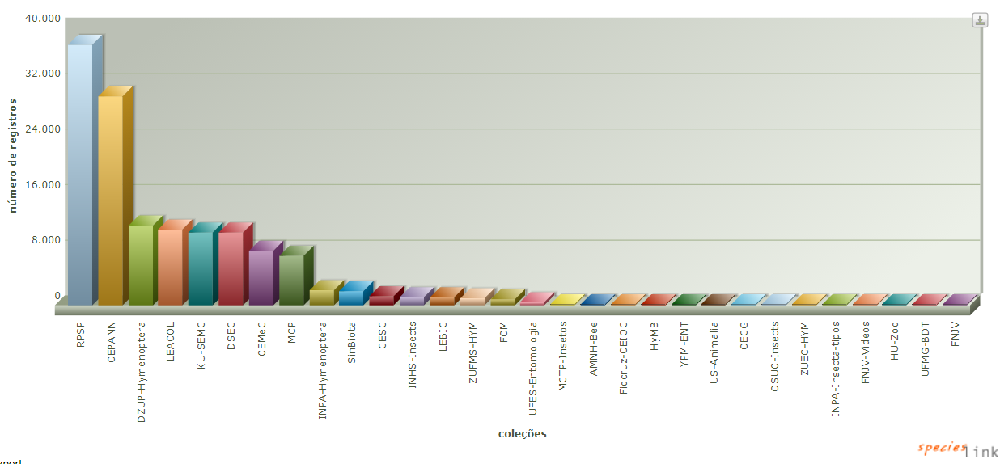 40.000
32.000
24.000
16.000
8.000
0
número de registros
RPSP
CEPANN
DZUP-Hymenoptera
LEACOL
KU-SEMC
DSEC
CEMeC
MCP
INPA-Hymenoptera
SinBiota
CESC
INHS-Insects
LEBIC
ZUFMS-HYM
FCM
UFES-Entomologia
MCTP-Insetos
AMNH-Bee
Fiocruz-CEIOC
HyMB
YPM-ENT
US-Animalia
CECG
OSUC-Insects
ZUEC-HYM
INPA-Insecta-tipos
FNJV-Videos
HU-Zoo
UFMG-BDT
FNJV
coleções
species link